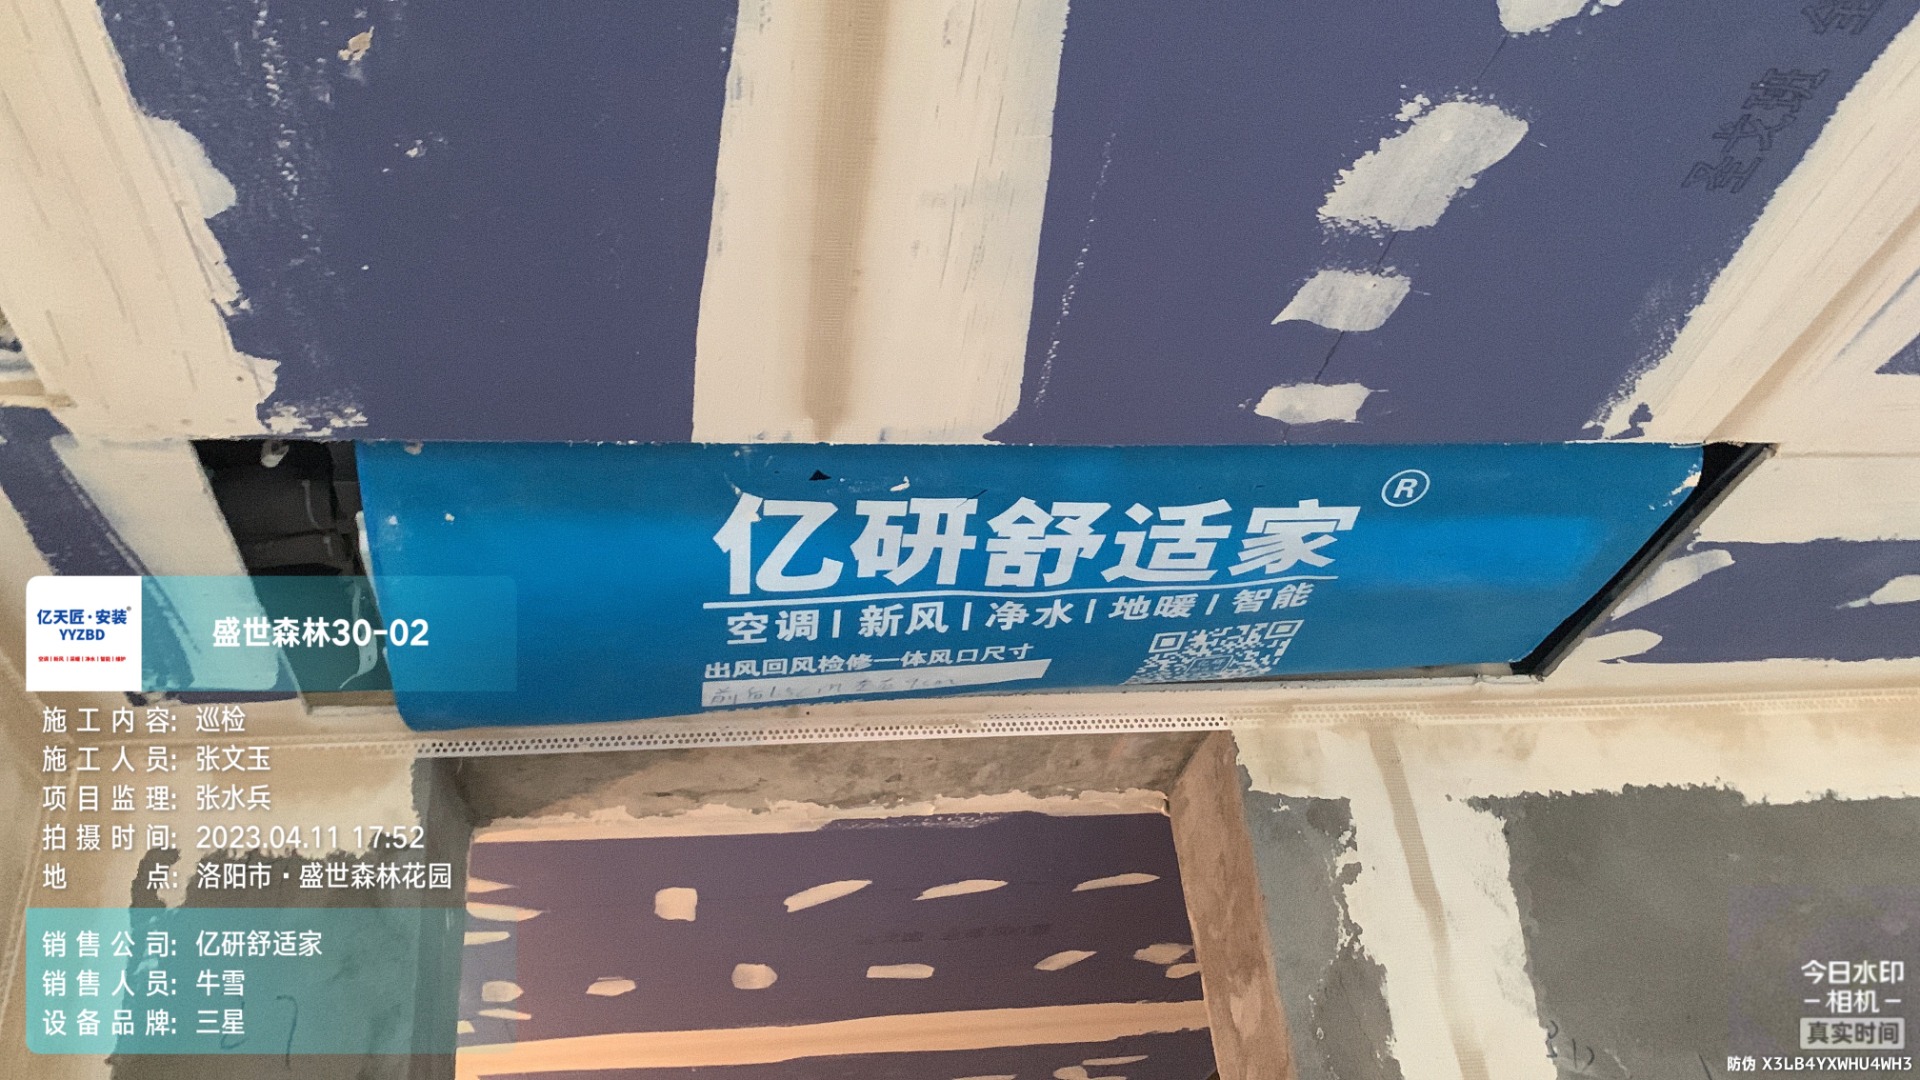 圣戈班
亿研舒适家®
空调 | 新风 | 净水 | 地暖 | 智能
出风回风检修一体风口尺寸
亿天匠·安装®
YYZBD
盛世森林30-02
施工内容: 巡检
施工人员: 张文玉
项目监理: 张水兵
拍摄时间: 2023.04.11 17:52
地点: 洛阳市·盛世森林花园
销售公司: 亿研舒适家
销售人员: 牛雪
设备品牌: 三星
今日水印
-相机-
真实时间
防伪 X3LB4YXWHU4WH3